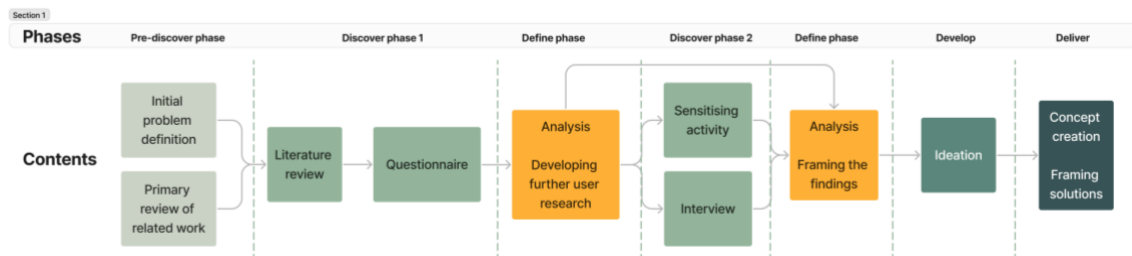 Section 1
Phases
Pre-discover phase
Discover phase 1
Define phase
Discover phase 2
Define phase
Develop
Deliver
Contents
Initial
problem
definition
Primary
review of
related work
Literature
review
Questionnaire
Analysis
Developing
further user
research
Sensitising
activity
Interview
Analysis
Framing the
findings
Ideation
Concept
creation
Framing
solutions